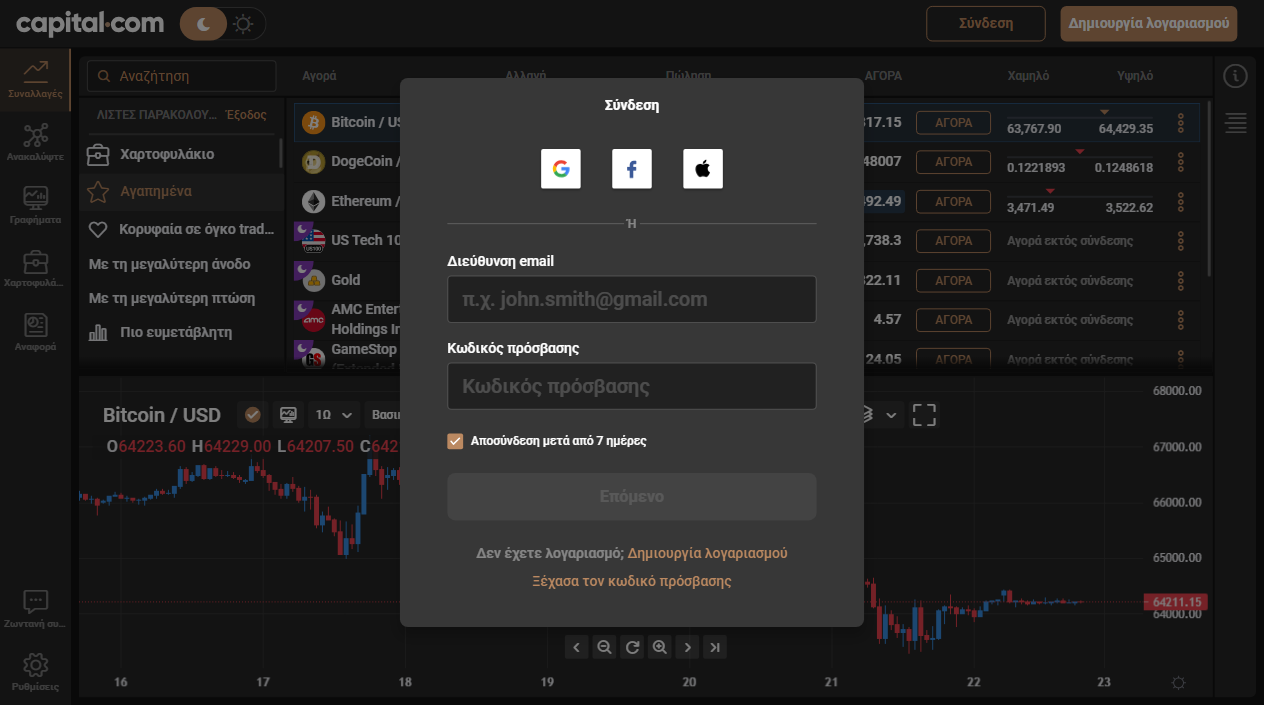 capital.com
Σύνδεση
Δημιουργία λογαριασμού
Συναλλαγές
Ανακαλύψτε
Γραφήματα
Χαρτοφυλά...
Αναφορά
Ζωντανή συ...
Ρυθμίσεις
Αναζήτηση
ΛΙΣΤΕΣ ΠΑΡΑΚΟΛΟΥ... Έξοδος
Χαρτοφυλάκιο
Αγαπημένα
Κορυφαία σε όγκο trad...
Με τη μεγαλύτερη άνοδο
Με τη μεγαλύτερη πτώση
Πιο ευμετάβλητη
Αγορά Αλλαγή Πώληση ΑΓΟΡΑ Χαμηλό Υψηλό
Bitcoin / US 317.15 ΑΓΟΡΑ 63,767.90 64,429.35
DogeCoin / 48007 ΑΓΟΡΑ 0.1221893 0.1248618
Ethereum / 92.49 ΑΓΟΡΑ 3,471.49 3,522.62
US Tech 10 ,738.3 ΑΓΟΡΑ Αγορά εκτός σύνδεσης
Gold 22.11 ΑΓΟΡΑ Αγορά εκτός σύνδεσης
AMC Enter
Holdings In 4.57 ΑΓΟΡΑ Αγορά εκτός σύνδεσης
GameStop 24.05 ΑΓΟΡΑ Αγορά εκτός σύνδεσης
Σύνδεση
Ή
Διεύθυνση email
π.χ. john.smith@gmail.com
Κωδικός πρόσβασης
Κωδικός πρόσβασης
Αποσύνδεση μετά από 7 ημέρες
Επόμενο
Δεν έχετε λογαριασμό; Δημιουργία λογαριασμού
Ξέχασα τον κωδικό πρόσβασης
Bitcoin / USD 1Ω Βασι
O64223.60 H64229.00 L64207.50 C642
68000.00
67000.00
66000.00
65000.00
64211.15
64000.00
16 17 18 19 20 21 22 23